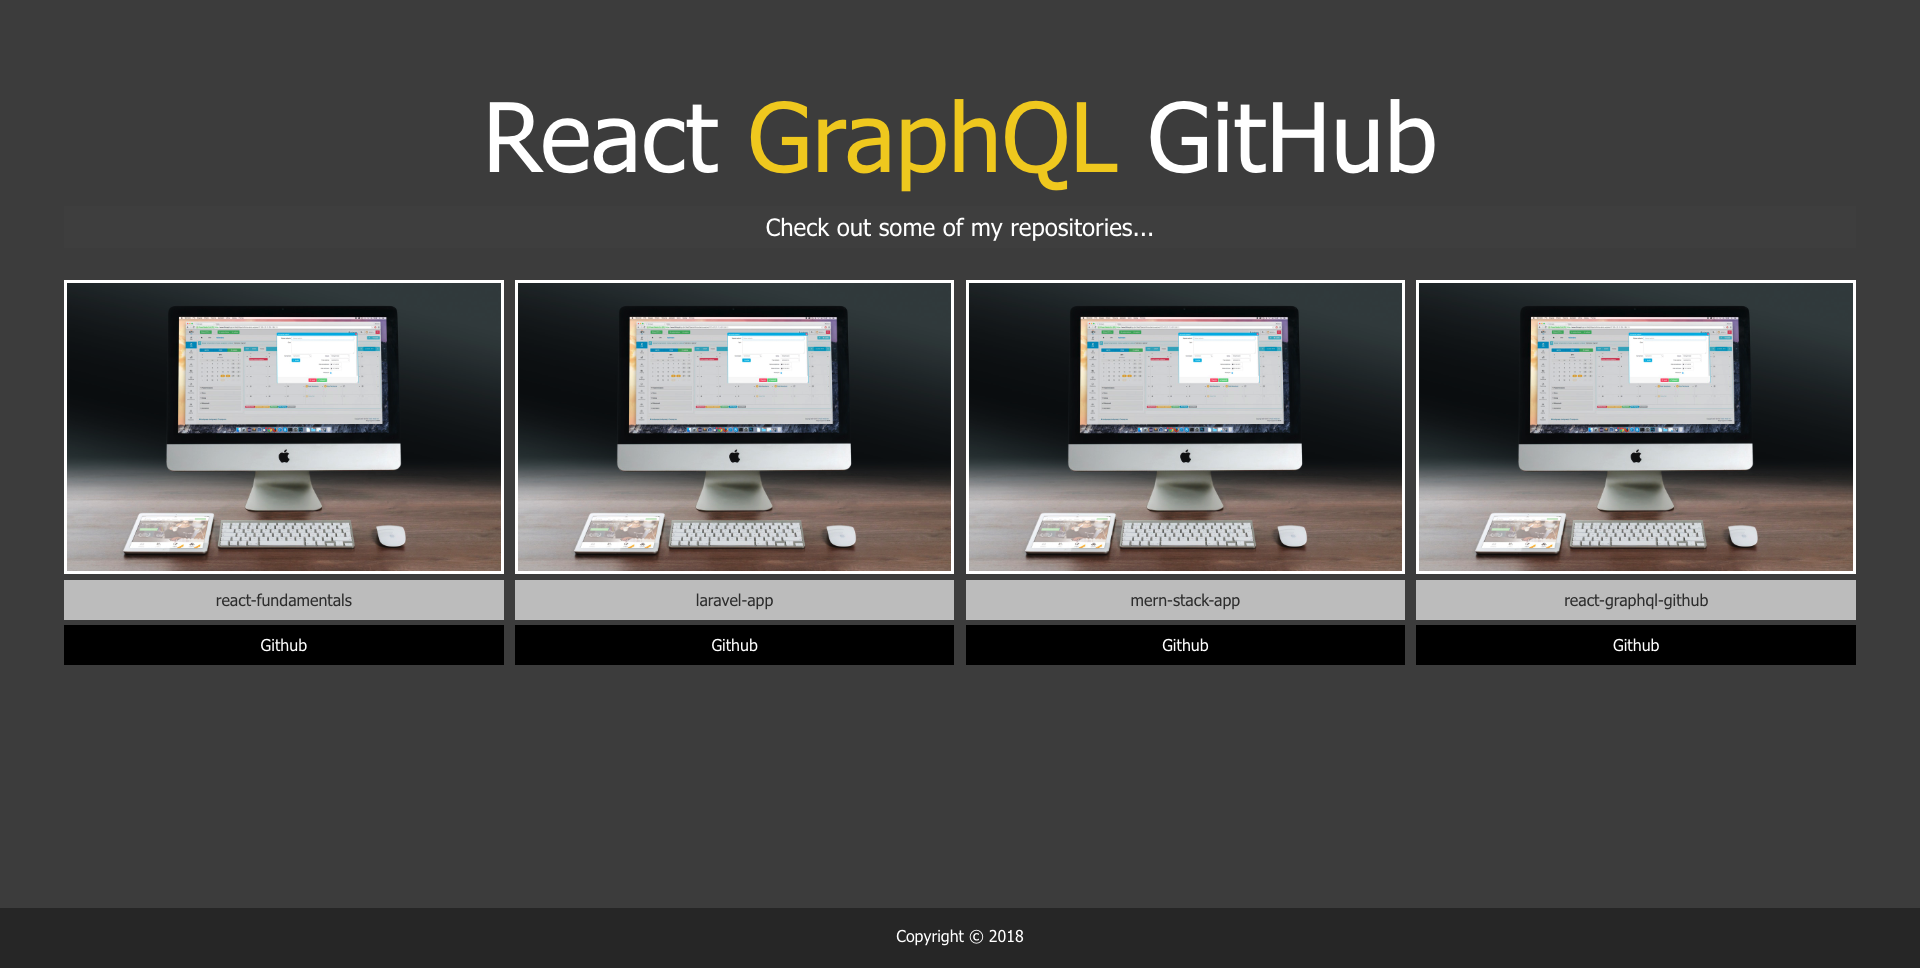 React GraphQL GitHub
Check out some of my repositories...
react-fundamentals
Github
laravel-app
Github
mern-stack-app
Github
react-graphql-github
Github
Copyright © 2018